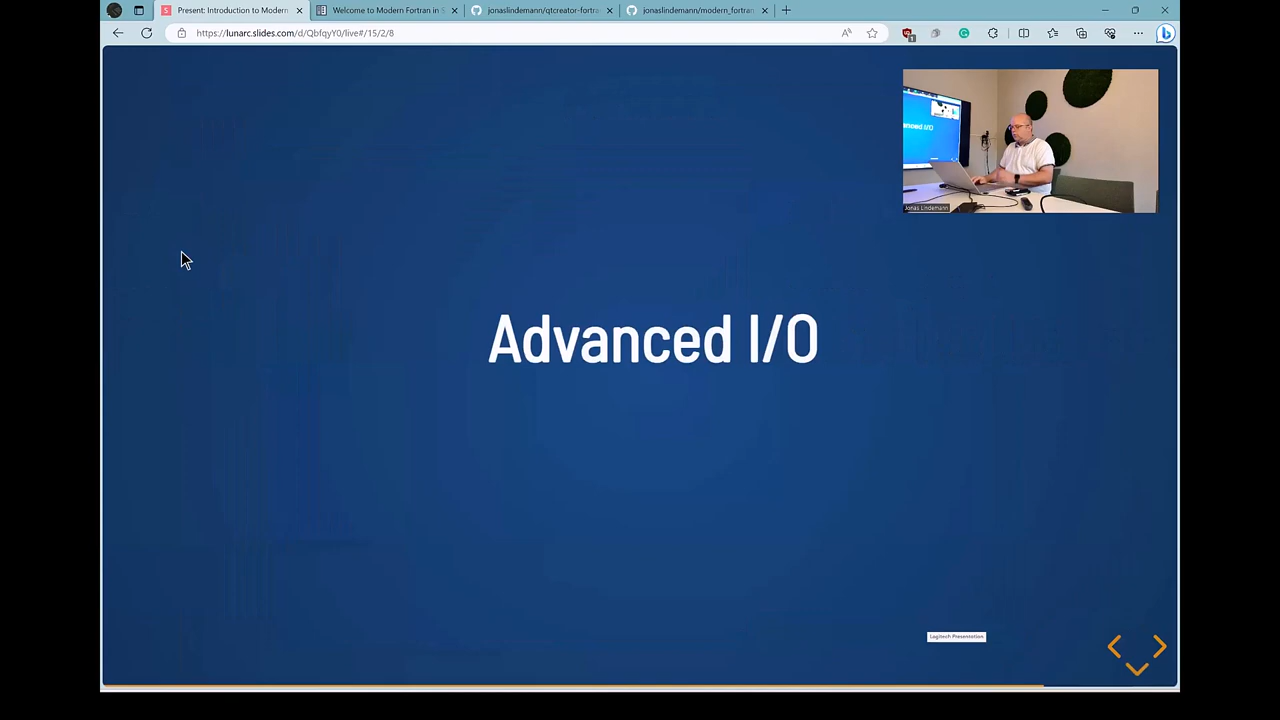 Present: Introduction to Modern
Welcome to Modern Fortran in S
jonaslindemann/qtcreator-fortra
jonaslindemann/modern_fortran
https://lunarc.slides.com/d/QbfqyY0/live#/15/2/8
Jonas Lindemann
Advanced I/O
Logitech Presentation